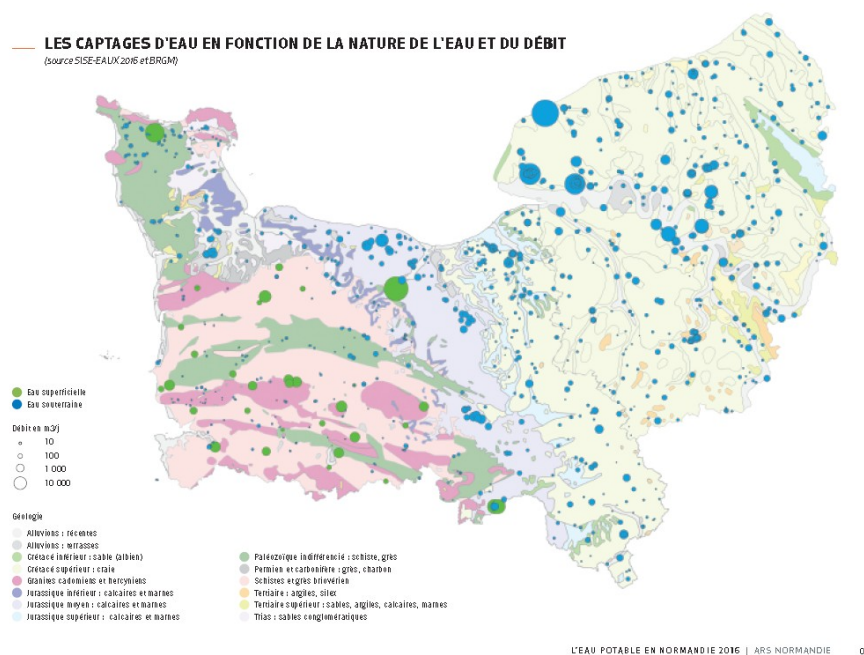 LES CAPTAGES D'EAU EN FONCTION DE LA NATURE DE L'EAU ET DU DÉBIT
(source SISE-EAUX 2016 et BRGM)
Eau superficielle
Eau souterraine
Débit en m3/j
10
100
1 000
10 000
Géologie
Alluvions : récentes
Alluvions : terrasses
Crétacé inférieur : sable (albien)
Crétacé supérieur : craie
Granites cadomiens et hercyniens
Jurassique inférieur : calcaires et marnes
Jurassique moyen : calcaires et marnes
Jurassique supérieur : calcaires et marnes
Paléozoïque indifférencié : schiste, grès
Permien et carbonifère : grès, charbon
Schistes et grès briovérien
Tertiaire : argiles, silex
Tertiaire supérieur : sables, argiles, calcaires, marnes
Trias : sables conglomératiques
L'EAU POTABLE EN NORMANDIE 2016 | ARS NORMANDIE 0